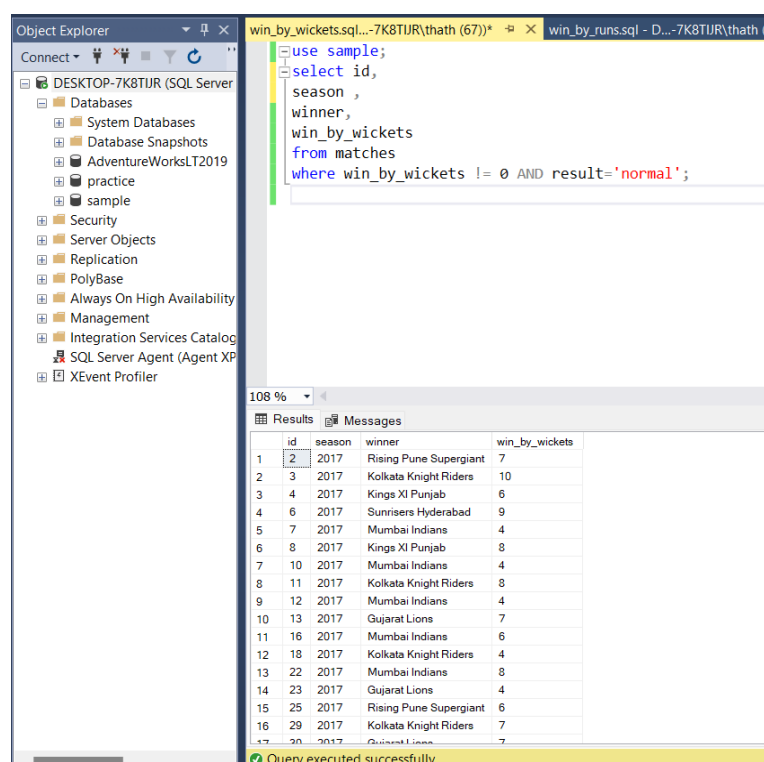 Object Explorer
Connect
DESKTOP-7K8TIJR (SQL Server
Databases
System Databases
Database Snapshots
AdventureWorksLT2019
practice
sample
Security
Server Objects
Replication
PolyBase
Always On High Availability
Management
Integration Services Catalog
SQL Server Agent (Agent XP
XEvent Profiler
win_by_wickets.sql...-7K8TIJR\thath (67))* win_by_runs.sql - D...-7K8TIJR\thath (
use sample;
select id,
season ,
winner,
win_by_wickets
from matches
where win_by_wickets != 0 AND result='normal';
108 %
Results Messages
id season winner win_by_wickets
1 2 2017 Rising Pune Supergiant 7
2 3 2017 Kolkata Knight Riders 10
3 4 2017 Kings XI Punjab 6
4 6 2017 Sunrisers Hyderabad 9
5 7 2017 Mumbai Indians 4
6 8 2017 Kings XI Punjab 8
7 10 2017 Mumbai Indians 4
8 11 2017 Kolkata Knight Riders 8
9 12 2017 Mumbai Indians 4
10 13 2017 Gujarat Lions 7
11 16 2017 Mumbai Indians 6
12 18 2017 Kolkata Knight Riders 4
13 22 2017 Mumbai Indians 8
14 23 2017 Gujarat Lions 4
15 25 2017 Rising Pune Supergiant 6
16 29 2017 Kolkata Knight Riders 7
17 30 2017 Gujarat Lions 7
Query executed successfully